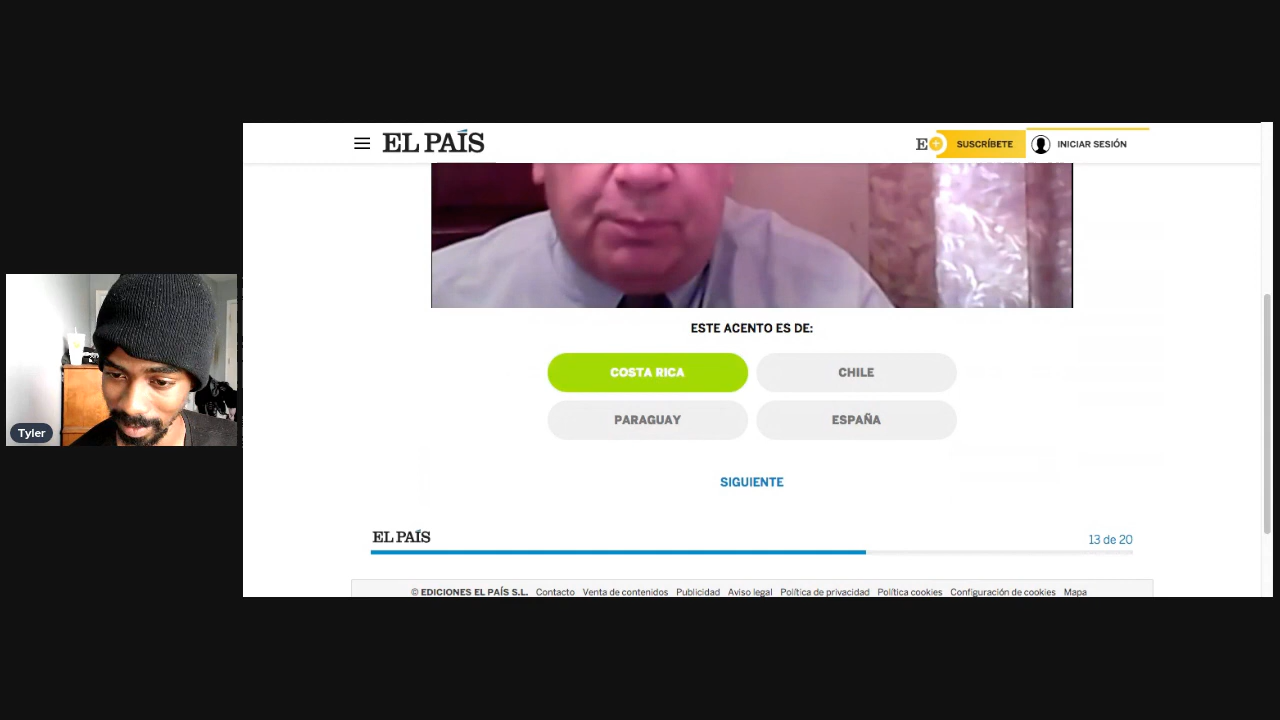 EL PAÍS
E+ SUSCRÍBETE INICIAR SESIÓN
ESTE ACENTO ES DE:
COSTA RICA CHILE
PARAGUAY ESPAÑA
Tyler
SIGUIENTE
EL PAÍS 13 de 20
© EDICIONES EL PAÍS S.L. Contacto Venta de contenidos Publicidad Aviso legal Política de privacidad Política cookies Configuración de cookies Mapa